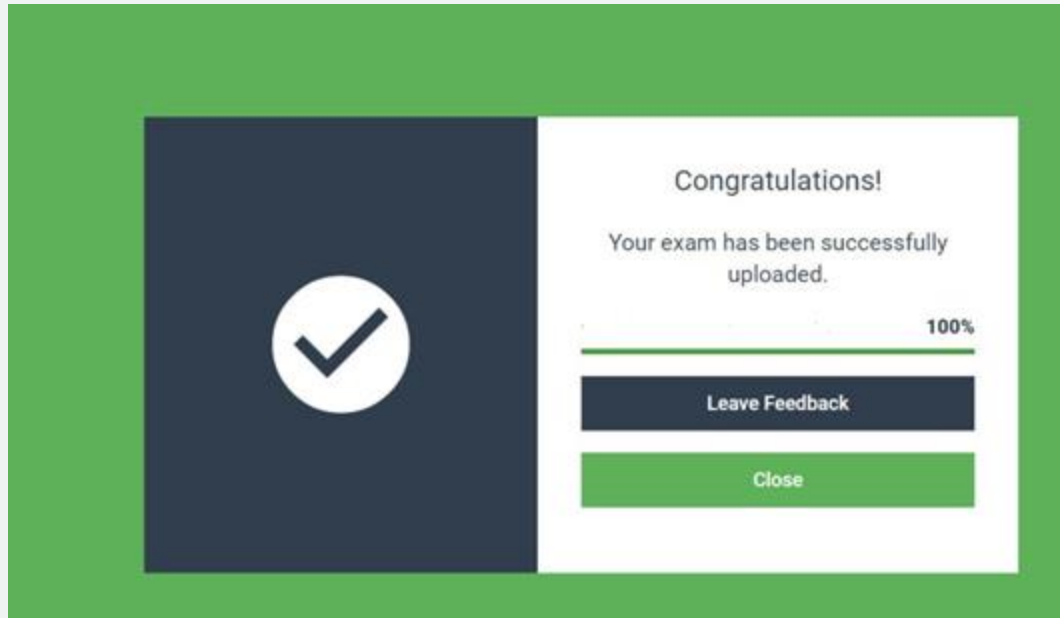 Congratulations!
Your exam has been successfully
uploaded.
100%
Leave Feedback
Close